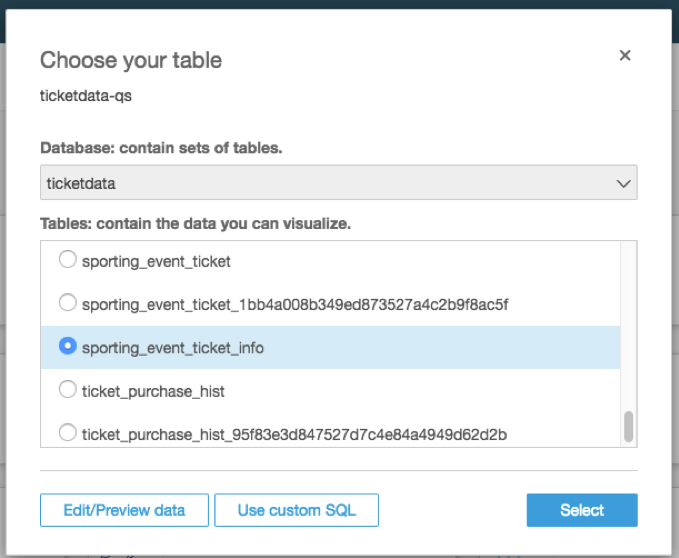 Choose your table
ticketdata-qs
Database: contain sets of tables.
ticketdata
Tables: contain the data you can visualize.
sporting_event_ticket
sporting_event_ticket_1bb4a008b349ed873527a4c2b9f8ac5f
sporting_event_ticket_info
ticket_purchase_hist
ticket_purchase_hist_95f83e3d847527d7c4e84a4949d62d2b
Edit/Preview data
Use custom SQL
Select